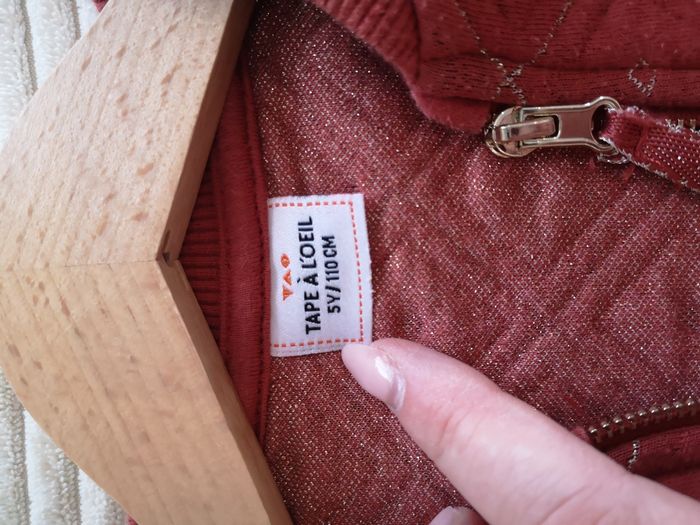 TAO
TAPE À L'OEIL
5Y/110CM